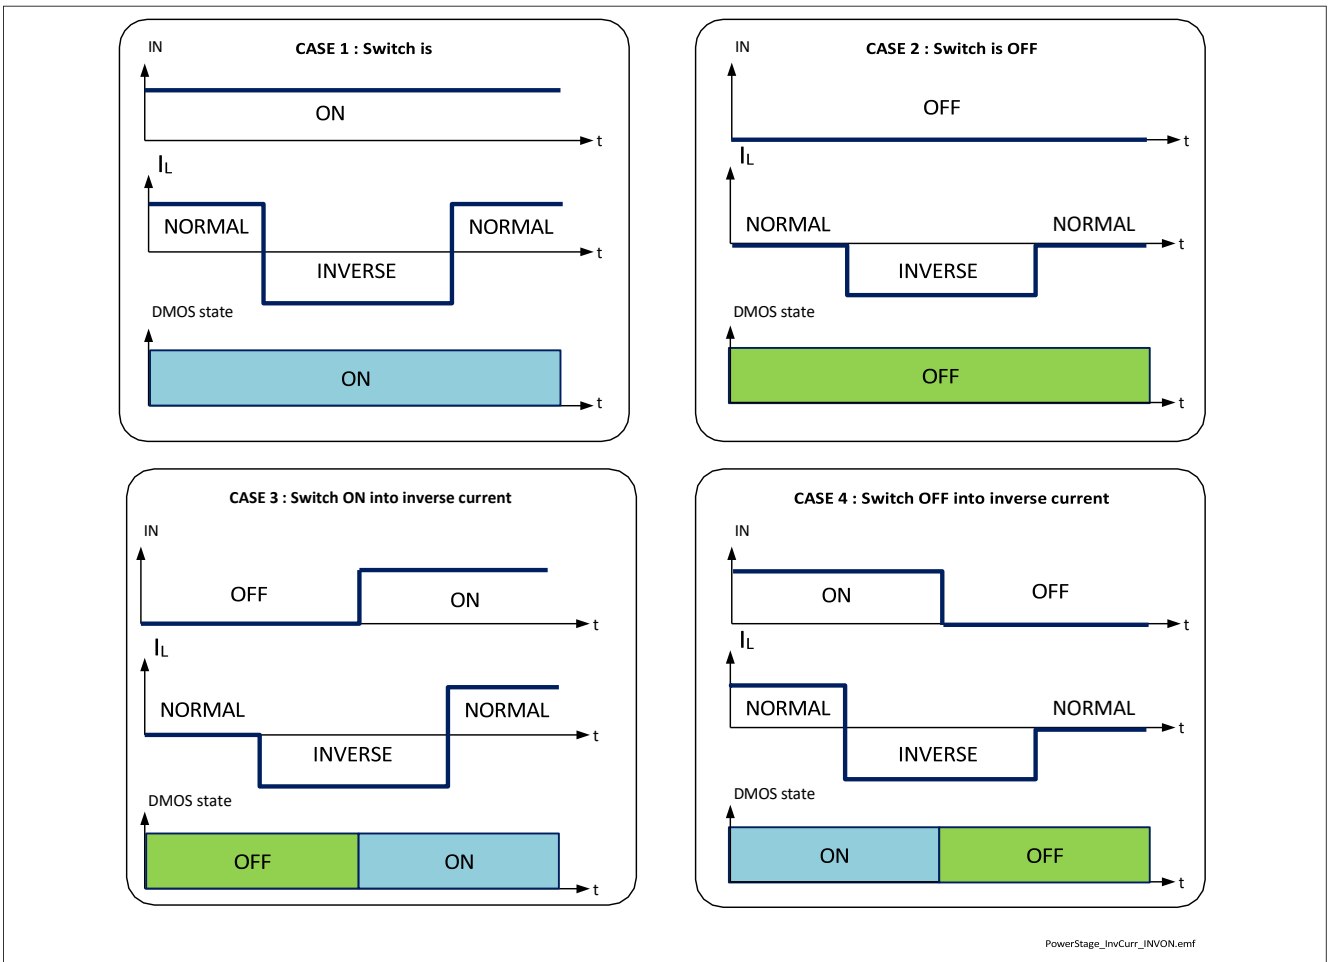 CASE 1 : Switch is
IN
ON
t
IL
NORMAL
NORMAL
t
INVERSE
DMOS state
ON
t
CASE 2 : Switch is OFF
IN
OFF
t
IL
NORMAL
NORMAL
t
INVERSE
DMOS state
OFF
t
CASE 3 : Switch ON into inverse current
IN
OFF
ON
t
IL
NORMAL
NORMAL
t
INVERSE
DMOS state
OFF
ON
t
CASE 4 : Switch OFF into inverse current
IN
ON
OFF
t
IL
NORMAL
NORMAL
t
INVERSE
DMOS state
ON
OFF
t
PowerStage_InvCurr_INVON.emf